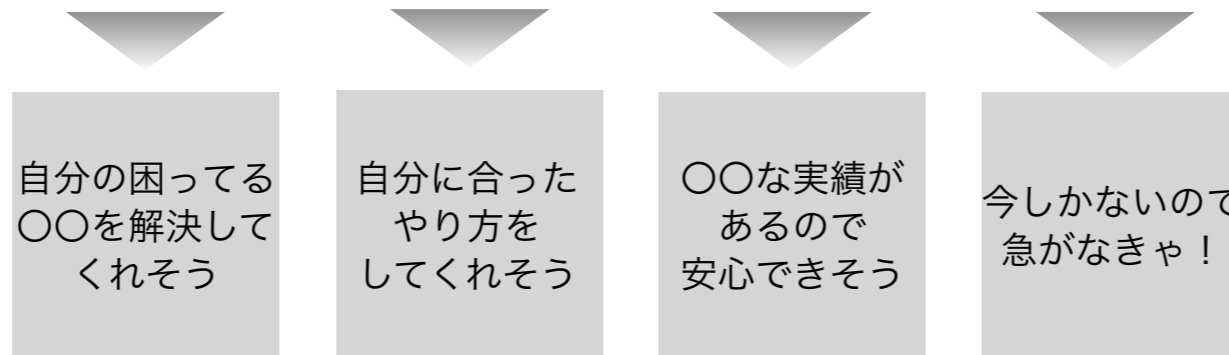 自分の困ってる
〇〇を解決して
くれそう
自分に合った
やり方を
してくれそう
〇〇な実績が
あるので
安心できそう
今しかないので
急がなきゃ！